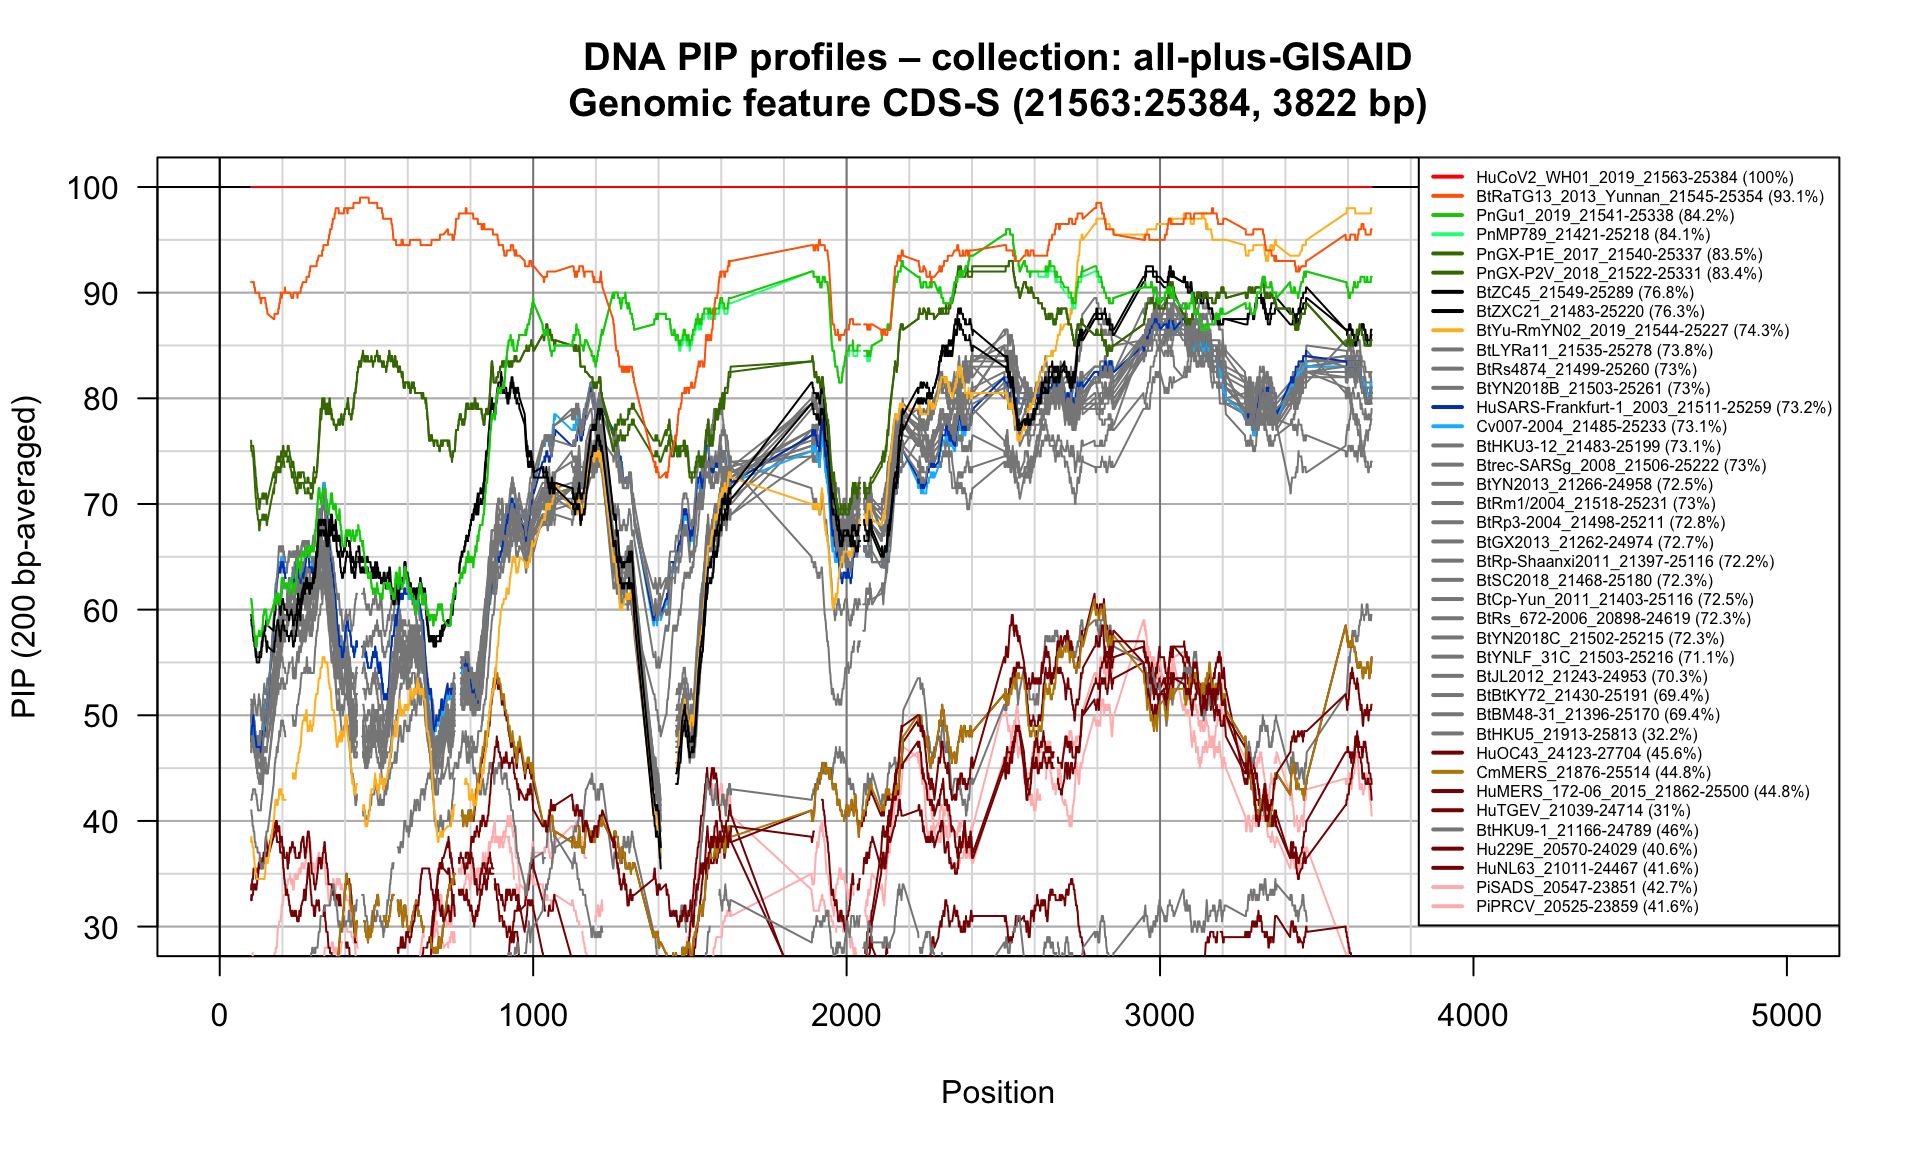 DNA PIP profiles – collection: all-plus-GISAID
Genomic feature CDS-S (21563:25384, 3822 bp)
PIP (200 bp-averaged)
100
90
80
70
60
50
40
30
0
1000
2000
3000
4000
5000
Position
HuCoV2_WH01_2019_21563-25384 (100%)
BtRaTG13_2013_Yunnan_21545-25354 (93.1%)
PnGu1_2019_21541-25338 (84.2%)
PnMP789_21421-25218 (84.1%)
PnGX-P1E_2017_21540-25337 (83.5%)
PnGX-P2V_2018_21522-25331 (83.4%)
BtZC45_21549-25289 (76.8%)
BtZXC21_21483-25220 (76.3%)
BtYu-RmYN02_2019_21544-25227 (74.3%)
BtLYRa11_21535-25278 (73.8%)
BtRs4874_21499-25260 (73%)
BtYN2018B_21503-25261 (73%)
HuSARS-Frankfurt-1_2003_21511-25259 (73.2%)
Cv007-2004_21485-25233 (73.1%)
BtHKU3-12_21483-25199 (73.1%)
Btrec-SARSg_2008_21506-25222 (73%)
BtYN2013_21266-24958 (72.5%)
BtRm1/2004_21518-25231 (73%)
BtRp3-2004_21498-25211 (72.8%)
BtGX2013_21262-24974 (72.7%)
BtRp-Shaanxi2011_21397-25116 (72.2%)
BtSC2018_21468-25180 (72.3%)
BtCp-Yun_2011_21403-25116 (72.5%)
BtRs_672-2006_20898-24619 (72.3%)
BtYN2018C_21502-25215 (72.3%)
BtYNLF_31C_21503-25216 (71.1%)
BtJL2012_21243-24953 (70.3%)
BtBtKY72_21430-25191 (69.4%)
BtBM48-31_21396-25170 (69.4%)
BtHKU5_21913-25813 (32.2%)
HuOC43_24123-27704 (45.6%)
CmMERS_21876-25514 (44.8%)
HuMERS_172-06_2015_21862-25500 (44.8%)
HuTGEV_21039-24714 (31%)
BtHKU9-1_21166-24789 (46%)
Hu229E_20570-24029 (40.6%)
HuNL63_21011-24467 (41.6%)
PiSADS_20547-23851 (42.7%)
PiPRCV_20525-23859 (41.6%)